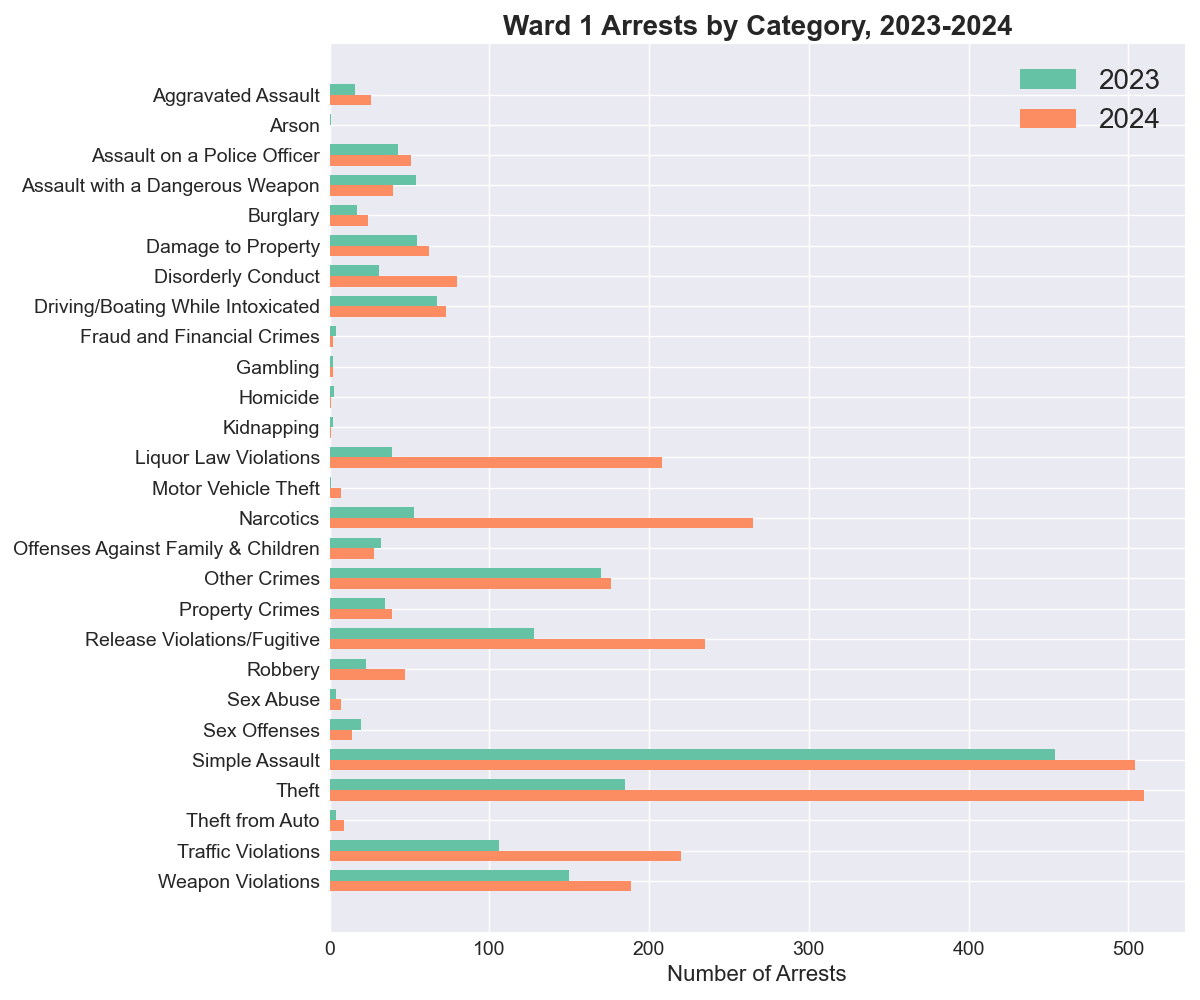 Ward 1 Arrests by Category, 2023-2024
2023
2024
Aggravated Assault
Arson
Assault on a Police Officer
Assault with a Dangerous Weapon
Burglary
Damage to Property
Disorderly Conduct
Driving/Boating While Intoxicated
Fraud and Financial Crimes
Gambling
Homicide
Kidnapping
Liquor Law Violations
Motor Vehicle Theft
Narcotics
Offenses Against Family & Children
Other Crimes
Property Crimes
Release Violations/Fugitive
Robbery
Sex Abuse
Sex Offenses
Simple Assault
Theft
Theft from Auto
Traffic Violations
Weapon Violations
0 100 200 300 400 500
Number of Arrests